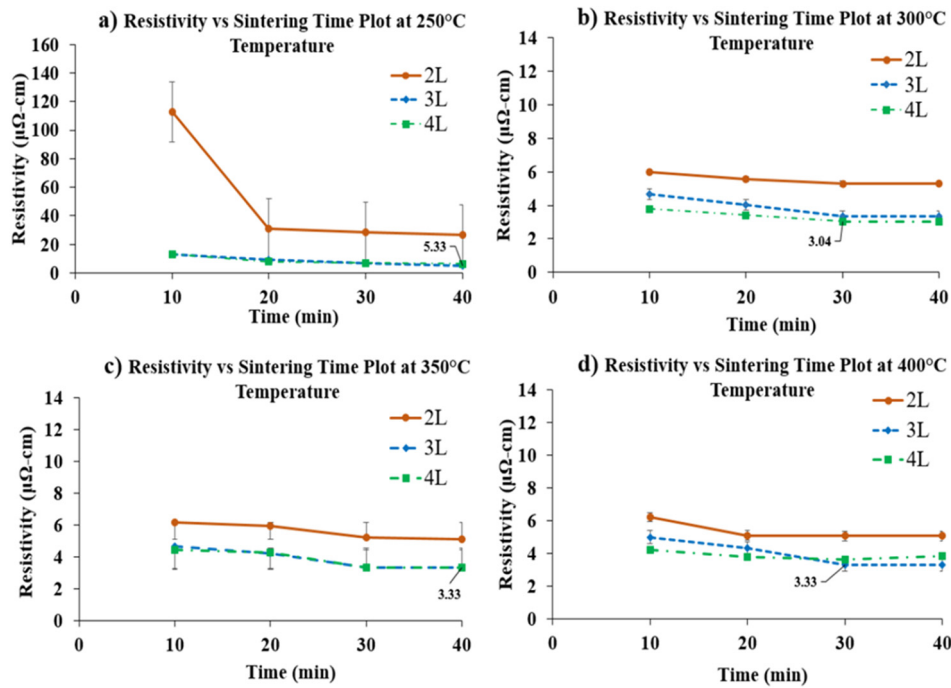 a) Resistivity vs Sintering Time Plot at 250°C
Temperature
Resistivity (μΩ-cm)
160
140
120
100
80
60
40
20
0
2L
3L
4L
5.33
0 10 20 30 40
Time (min)
b) Resistivity vs Sintering Time Plot at 300°C
Temperature
Resistivity (μΩ-cm)
14
12
10
8
6
4
2
0
2L
3L
4L
3.04
0 10 20 30 40
Time (min)
c) Resistivity vs Sintering Time Plot at 350°C
Temperature
Resistivity (μΩ-cm)
14
12
10
8
6
4
2
0
2L
3L
4L
3.33
0 10 20 30 40
Time (min)
d) Resistivity vs Sintering Time Plot at 400°C
Temperature
Resistivity (μΩ-cm)
14
12
10
8
6
4
2
0
2L
3L
4L
3.33
0 10 20 30 40
Time (min)